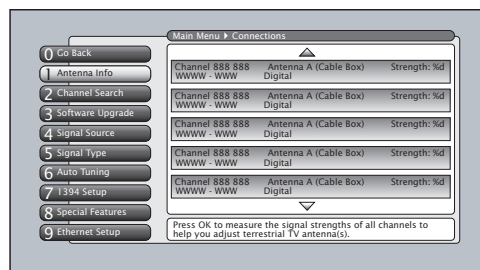 Main Menu ▶ Connections
0 Go Back
1 Antenna Info
2 Channel Search
3 Software Upgrade
4 Signal Source
5 Signal Type
6 Auto Tuning
7 1394 Setup
8 Special Features
9 Ethernet Setup
Channel 888 888 Antenna A (Cable Box) Strength: %d
WWWW - WWW Digital
Channel 888 888 Antenna A (Cable Box) Strength: %d
WWWW - WWW Digital
Channel 888 888 Antenna A (Cable Box) Strength: %d
WWWW - WWW Digital
Channel 888 888 Antenna A (Cable Box) Strength: %d
WWWW - WWW Digital
Channel 888 888 Antenna A (Cable Box) Strength: %d
WWWW - WWW Digital
Press OK to measure the signal strengths of all channels to
help you adjust terrestrial TV antenna(s).